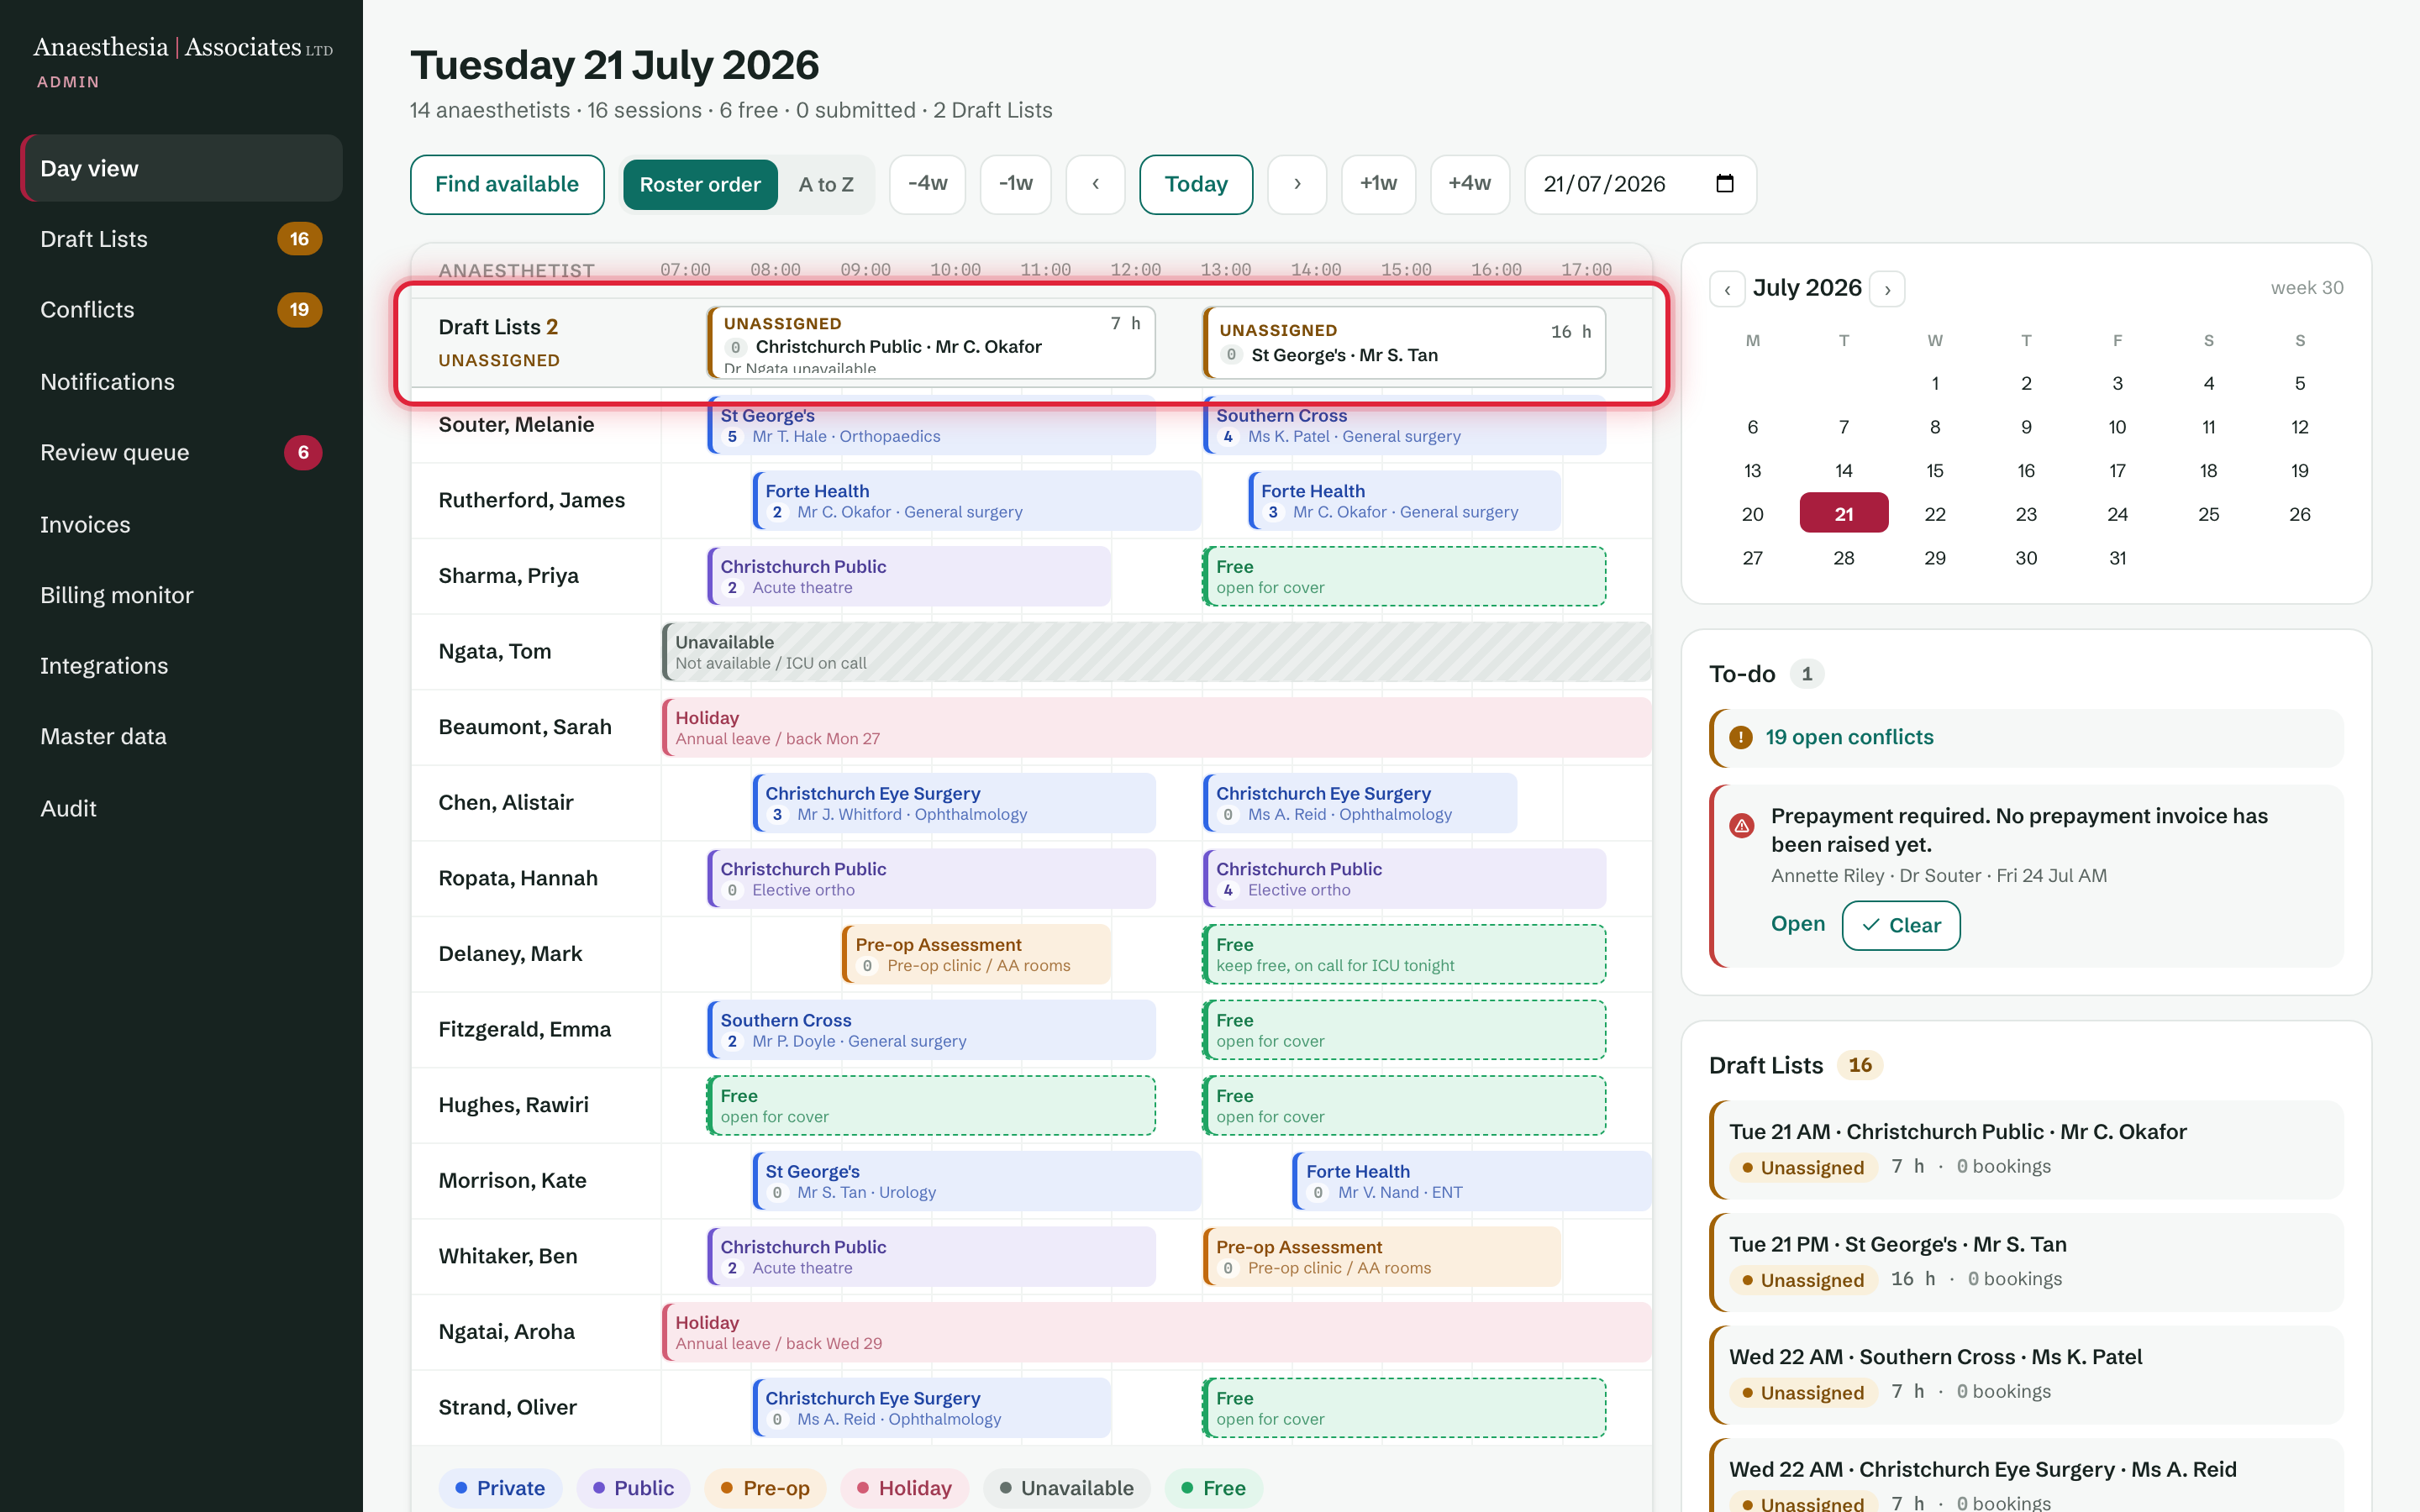 Anaesthesia | Associates LTD
ADMIN
Day view
Draft Lists 16
Conflicts 19
Notifications
Review queue 6
Invoices
Billing monitor
Integrations
Master data
Audit
Tuesday 21 July 2026
14 anaesthetists · 16 sessions · 6 free · 0 submitted · 2 Draft Lists
Find available
Roster order
A to Z
-4w
-1w
‹
Today
›
+1w
+4w
21/07/2026
ANAESTHETIST 07:00 08:00 09:00 10:00 11:00 12:00 13:00 14:00 15:00 16:00 17:00
Draft Lists 2
UNASSIGNED
UNASSIGNED 7 h
0 Christchurch Public · Mr C. Okafor
Dr Ngata unavailable
UNASSIGNED 16 h
0 St George's · Mr S. Tan
Souter, Melanie
St George's
5 Mr T. Hale · Orthopaedics
Southern Cross
4 Ms K. Patel · General surgery
Rutherford, James
Forte Health
2 Mr C. Okafor · General surgery
Forte Health
3 Mr C. Okafor · General surgery
Sharma, Priya
Christchurch Public
2 Acute theatre
Free
open for cover
Ngata, Tom
Unavailable
Not available / ICU on call
Beaumont, Sarah
Holiday
Annual leave / back Mon 27
Chen, Alistair
Christchurch Eye Surgery
3 Mr J. Whitford · Ophthalmology
Christchurch Eye Surgery
0 Ms A. Reid · Ophthalmology
Ropata, Hannah
Christchurch Public
0 Elective ortho
Christchurch Public
4 Elective ortho
Delaney, Mark
Pre-op Assessment
0 Pre-op clinic / AA rooms
Free
keep free, on call for ICU tonight
Fitzgerald, Emma
Southern Cross
2 Mr P. Doyle · General surgery
Free
open for cover
Hughes, Rawiri
Free
open for cover
Free
open for cover
Morrison, Kate
St George's
0 Mr S. Tan · Urology
Forte Health
0 Mr V. Nand · ENT
Whitaker, Ben
Christchurch Public
2 Acute theatre
Pre-op Assessment
0 Pre-op clinic / AA rooms
Ngatai, Aroha
Holiday
Annual leave / back Wed 29
Strand, Oliver
Christchurch Eye Surgery
0 Ms A. Reid · Ophthalmology
Free
open for cover
Private
Public
Pre-op
Holiday
Unavailable
Free
‹ July 2026 › week 30
M T W T F S S
1 2 3 4 5
6 7 8 9 10 11 12
13 14 15 16 17 18 19
20 21 22 23 24 25 26
27 28 29 30 31
To-do 1
19 open conflicts
Prepayment required. No prepayment invoice has
been raised yet.
Annette Riley · Dr Souter · Fri 24 Jul AM
Open
Clear
Draft Lists 16
Tue 21 AM · Christchurch Public · Mr C. Okafor
Unassigned 7 h · 0 bookings
Tue 21 PM · St George's · Mr S. Tan
Unassigned 16 h · 0 bookings
Wed 22 AM · Southern Cross · Ms K. Patel
Unassigned 7 h · 0 bookings
Wed 22 AM · Christchurch Eye Surgery · Ms A. Reid
Unassigned 7 h · 0 bookings